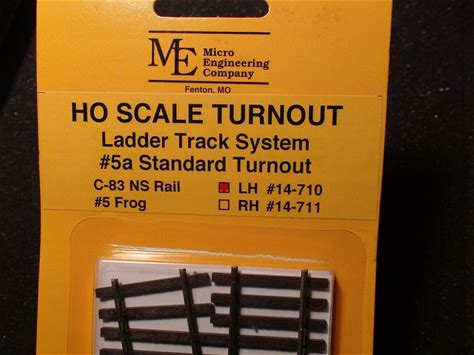 ME Micro
Engineering
Company
Fenton, MO
HO SCALE TURNOUT
Ladder Track System
#5a Standard Turnout
C-83 NS Rail LH #14-710
#5 Frog RH #14-711